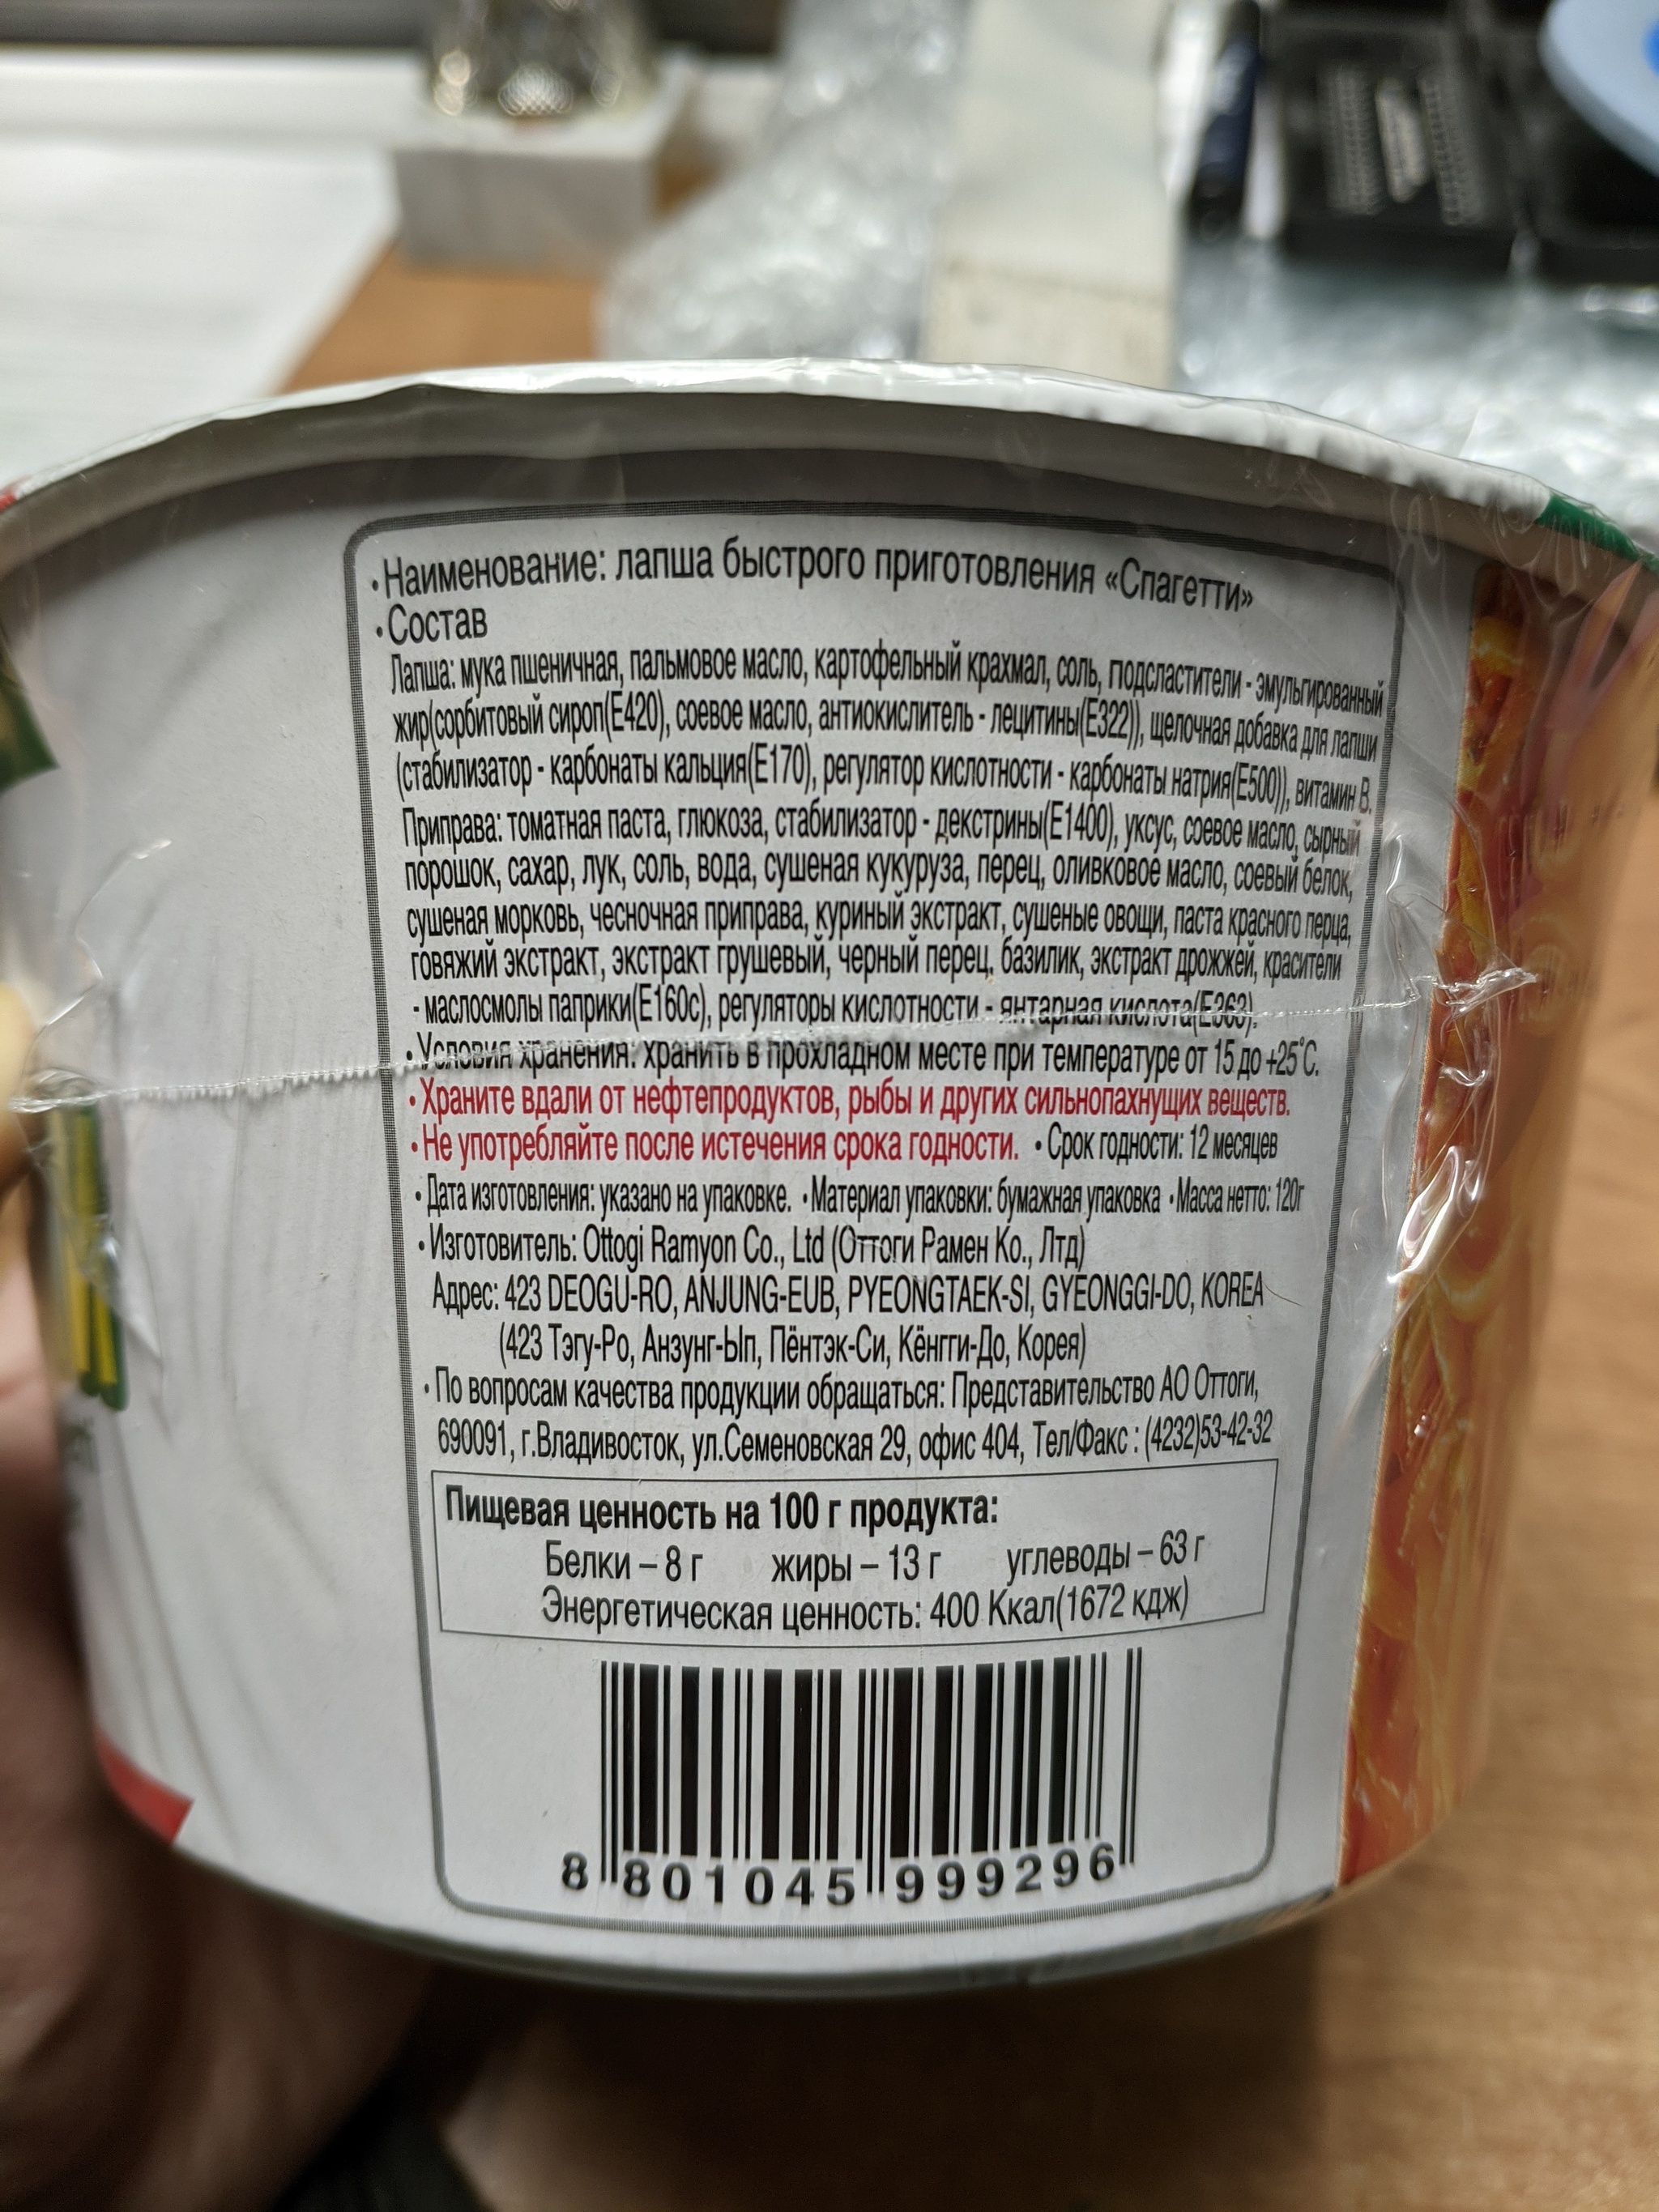 •Наименование: лапша быстрого приготовления «Спагетти»
•Состав
Лапша: мука пшеничная, пальмовое масло, картофельный крахмал, соль, подсластители - эмульгированный
жир(сорбитовый сироп(E420), соевое масло, антиокислитель - лецитины(E322)), щелочная добавка для лапши
(стабилизатор - карбонаты кальция(E170), регулятор кислотности - карбонаты натрия(E500)), витамин B.
Приправа: томатная паста, глюкоза, стабилизатор - декстрины(E1400), уксус, соевое масло, сырный
порошок, сахар, лук, соль, вода, сушеная кукуруза, перец, оливковое масло, соевый белок,
сушеная морковь, чесночная приправа, куриный экстракт, сушеные овощи, паста красного перца,
говяжий экстракт, экстракт грушевый, черный перец, базилик, экстракт дрожжей, красители
- маслосмолы паприки(E160c), регуляторы кислотности - янтарная кислота(E363).
•Условия хранения: хранить в прохладном месте при температуре от 15 до +25°C.
•Храните вдали от нефтепродуктов, рыбы и других сильнопахнущих веществ.
•Не употребляйте после истечения срока годности. •Срок годности: 12 месяцев
•Дата изготовления: указано на упаковке. •Материал упаковки: бумажная упаковка •Масса нетто: 120г
•Изготовитель: Ottogi Ramyon Co., Ltd (Оттоги Рамен Ко., Лтд)
Адрес: 423 DEOGU-RO, ANJUNG-EUB, PYEONGTAEK-SI, GYEONGGI-DO, KOREA
(423 Тэгу-Ро, Анзунг-Ып, Пёнтэк-Си, Кёнгги-До, Корея)
•По вопросам качества продукции обращаться: Представительство АО Оттоги,
690091, г.Владивосток, ул.Семеновская 29, офис 404, Тел/Факс : (4232)53-42-32
Пищевая ценность на 100 г продукта:
Белки – 8 г жиры – 13 г углеводы – 63 г
Энергетическая ценность: 400 Ккал(1672 кдж)
8 801045 999296